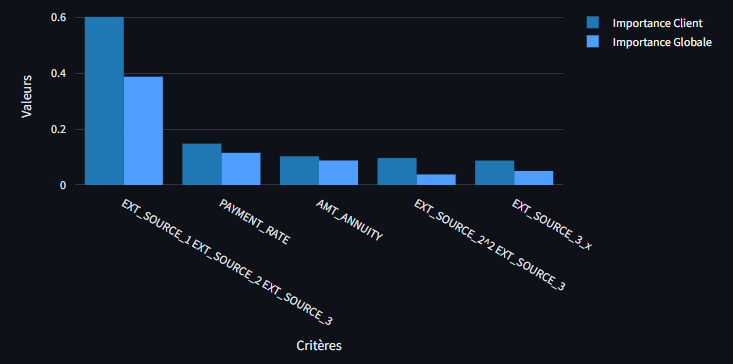 0.6
0.4
0.2
0
Valeurs
EXT_SOURCE_1 EXT_SOURCE_2 EXT_SOURCE_3
PAYMENT_RATE
AMT_ANNUITY
EXT_SOURCE_2^2 EXT_SOURCE_3
EXT_SOURCE_3_x
Critères
Importance Client
Importance Globale